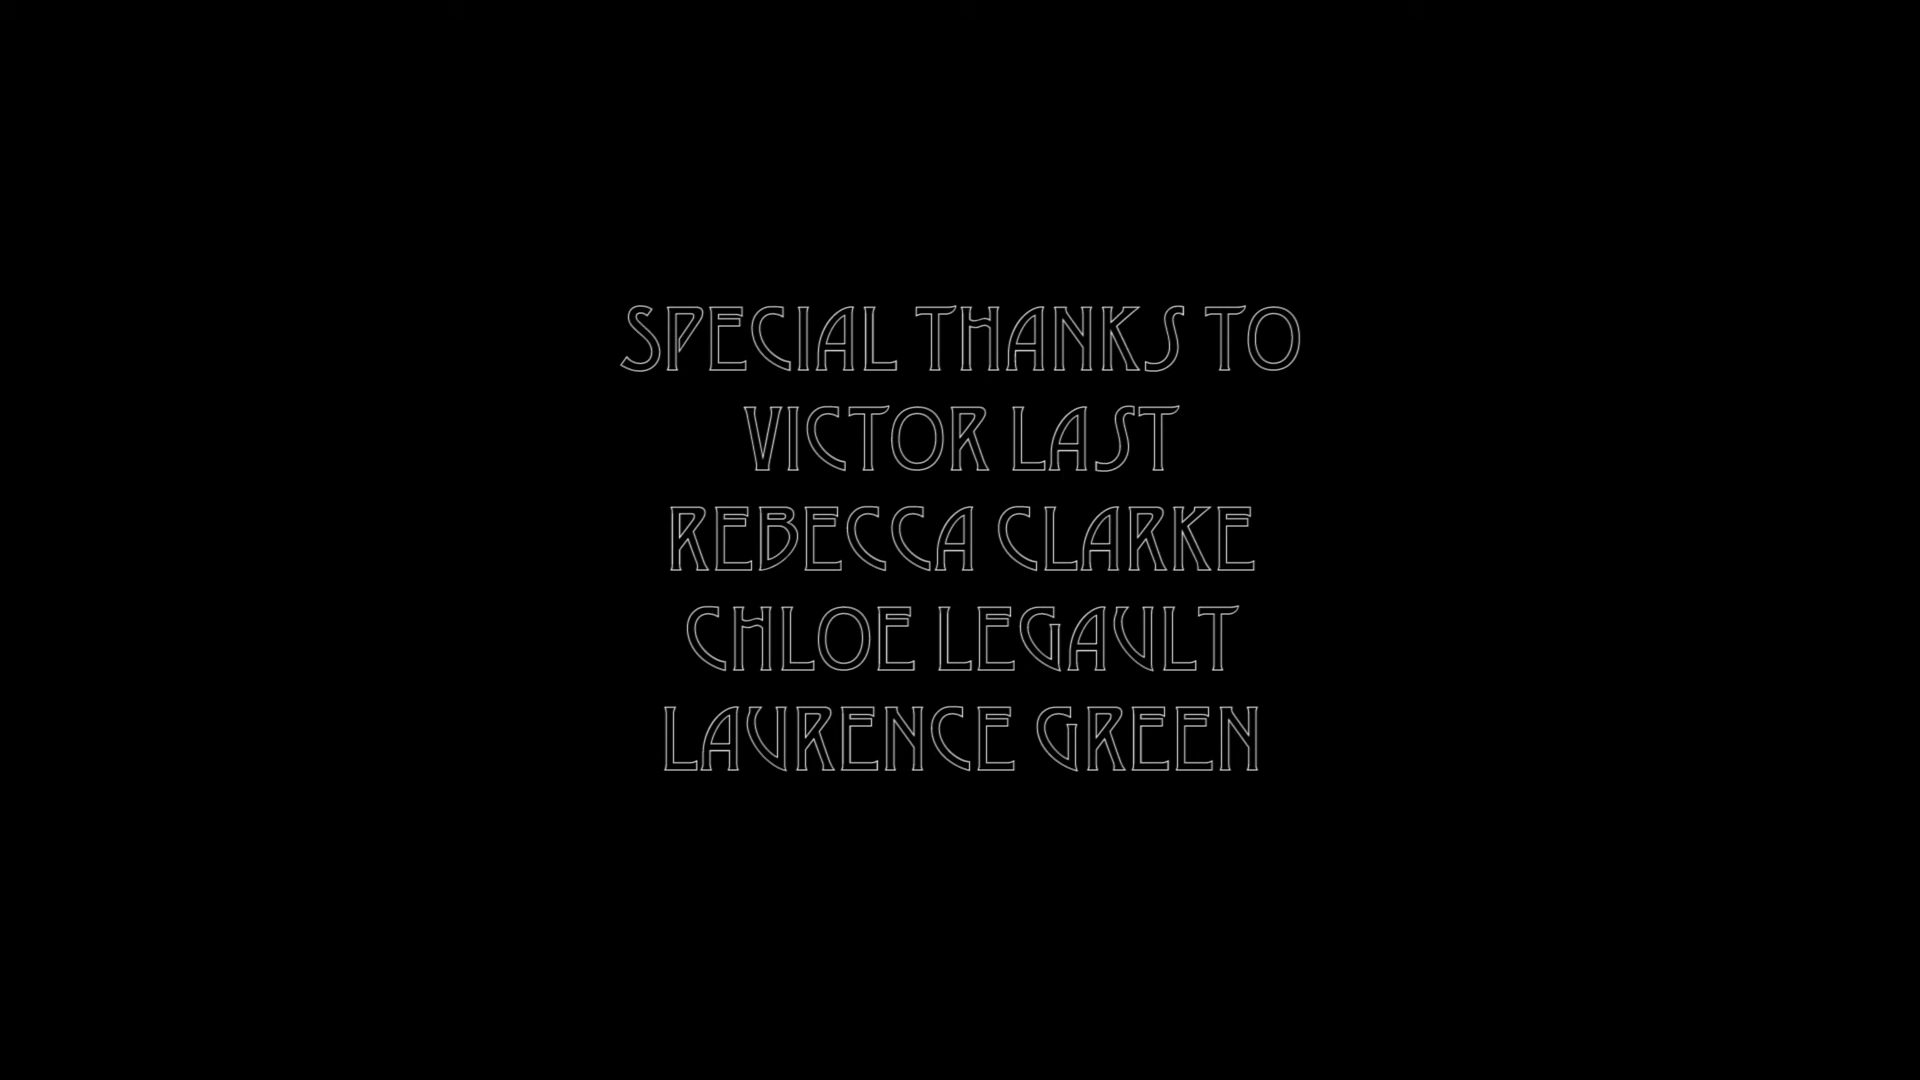 SPECIAL THANKS TO
VICTOR LAST
REBECCA CLARKE
CHLOE LEGAULT
LAURENCE GREEN